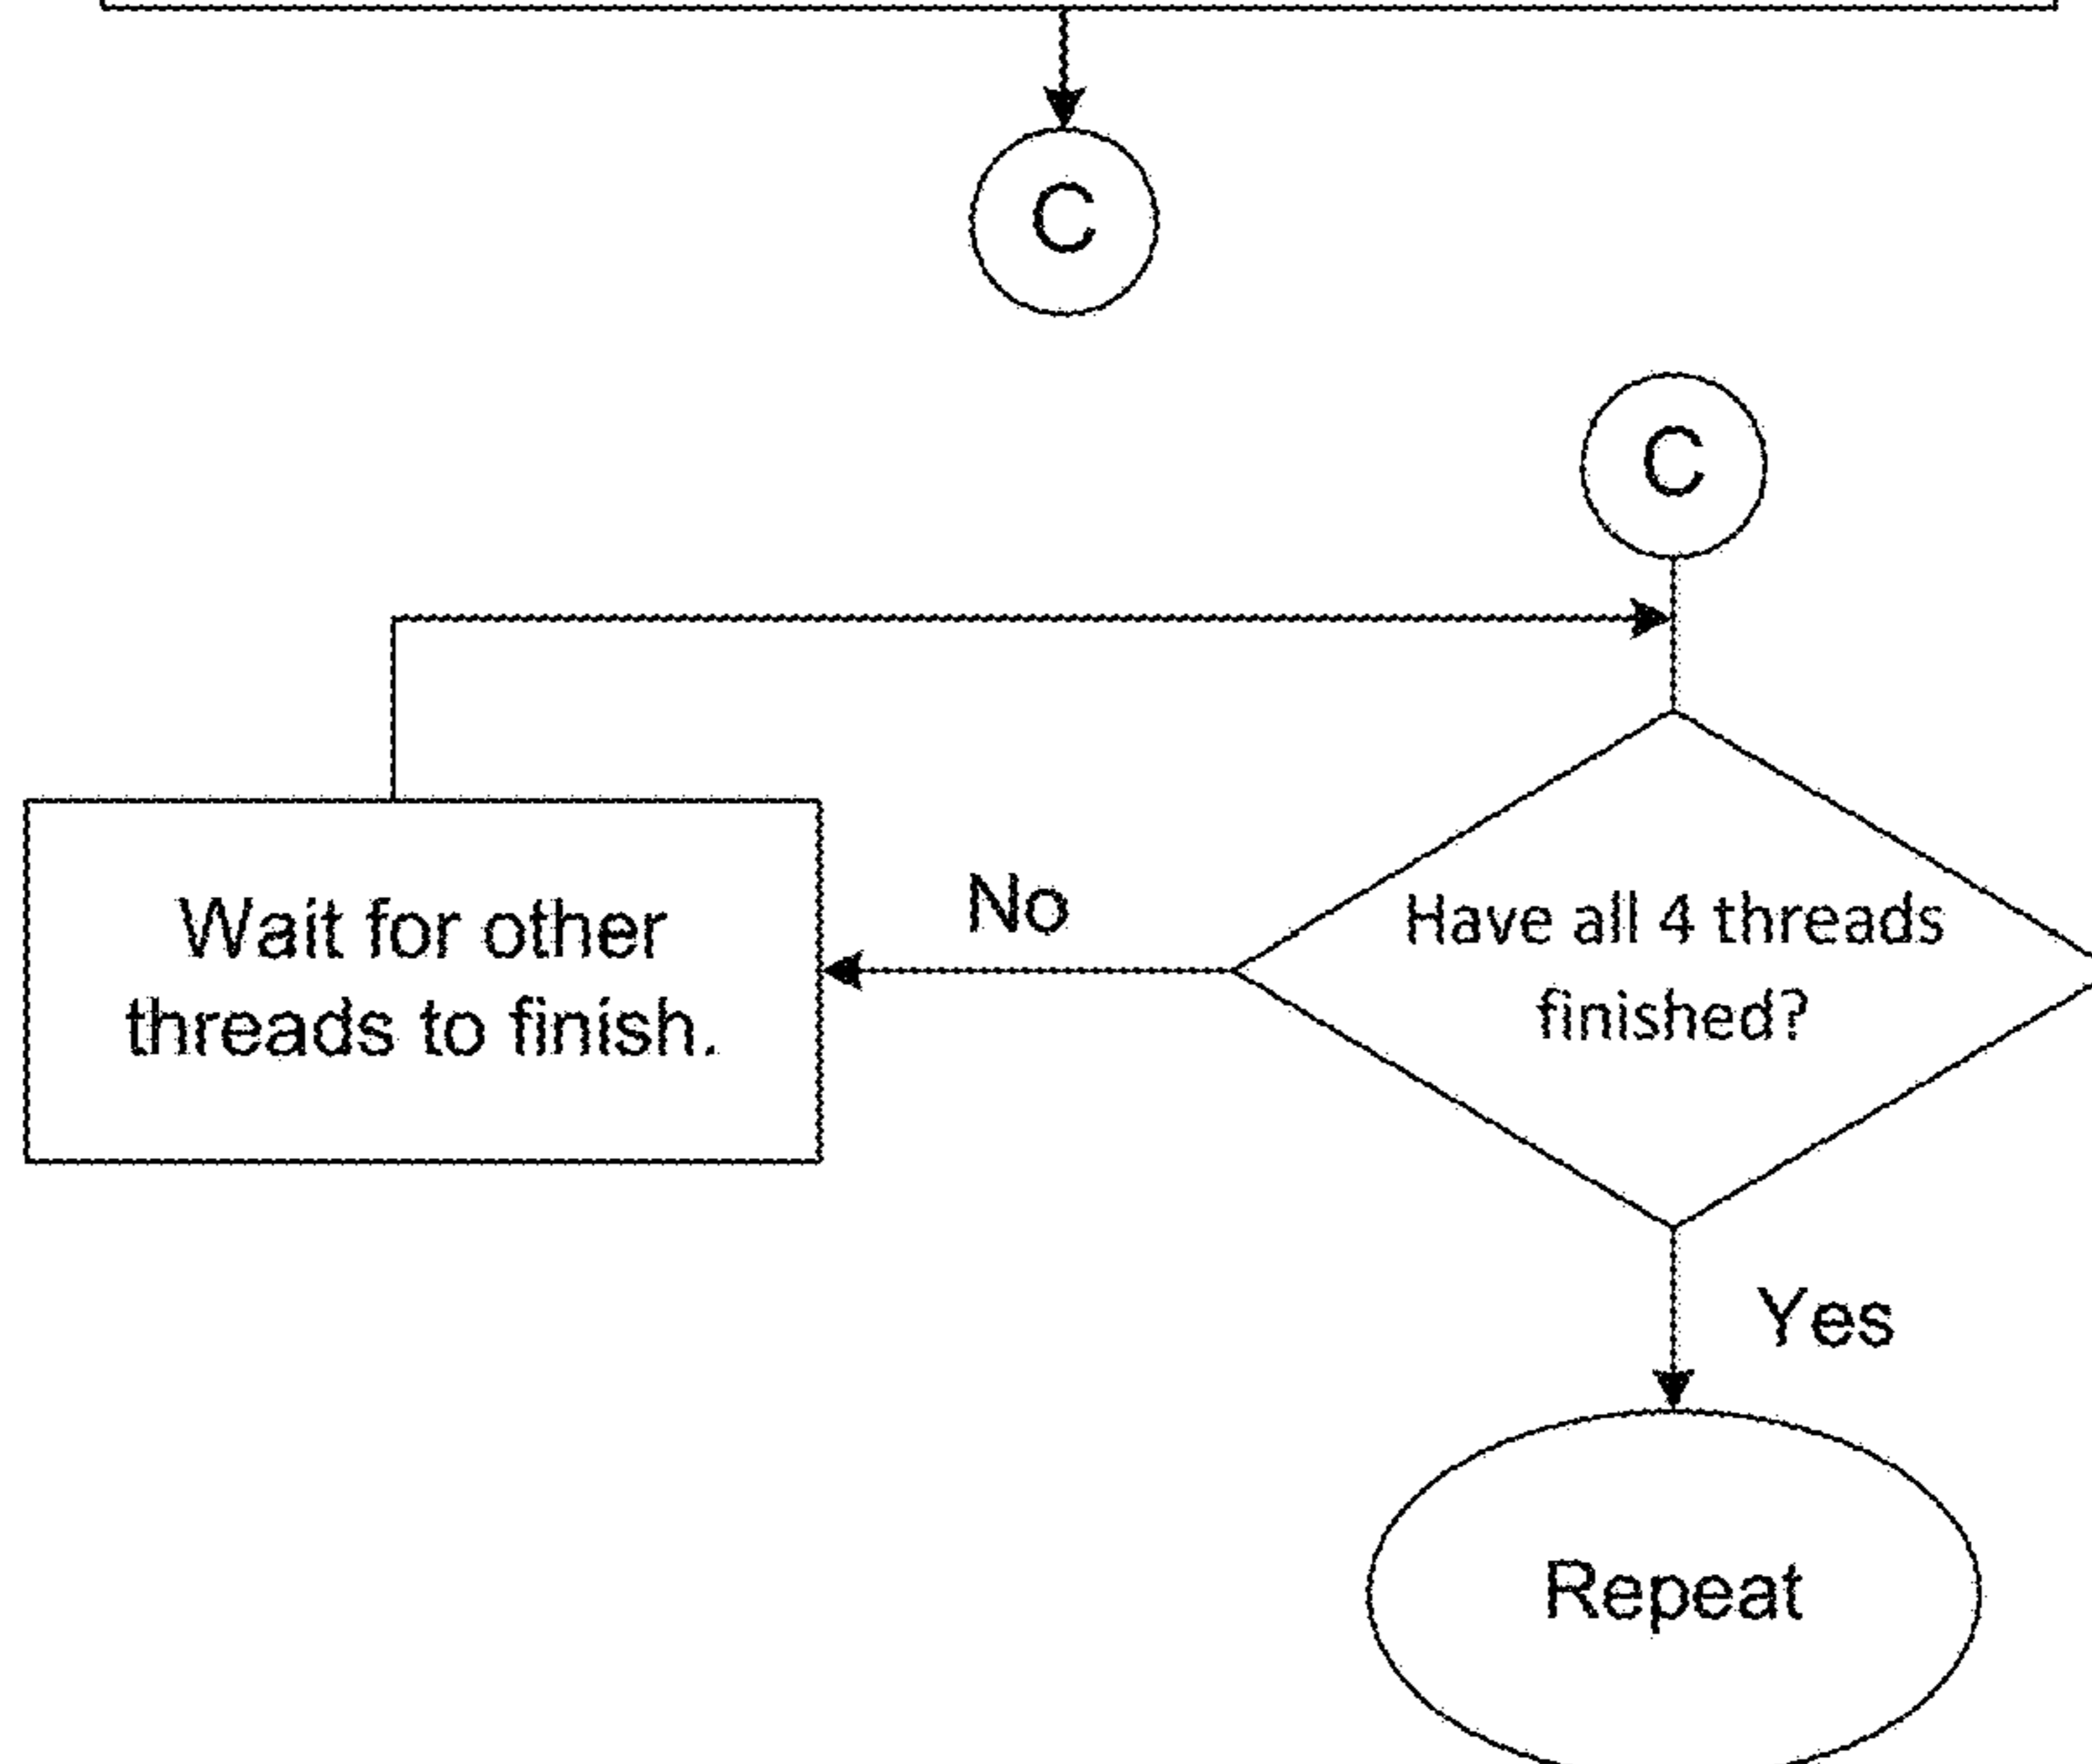 C
C
No
Wait for other
threads to finish.
Have all 4 threads
finished?
Yes
Repeat